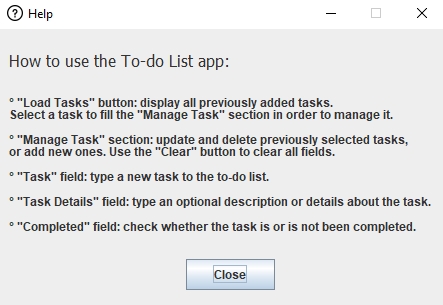 Help
How to use the To-do List app:
° "Load Tasks" button: display all previously added tasks.
Select a task to fill the "Manage Task" section in order to manage it.
° "Manage Task" section: update and delete previously selected tasks,
or add new ones. Use the "Clear" button to clear all fields.
° "Task" field: type a new task to the to-do list.
° "Task Details" field: type an optional description or details about the task.
° "Completed" field: check whether the task is or is not been completed.
Close